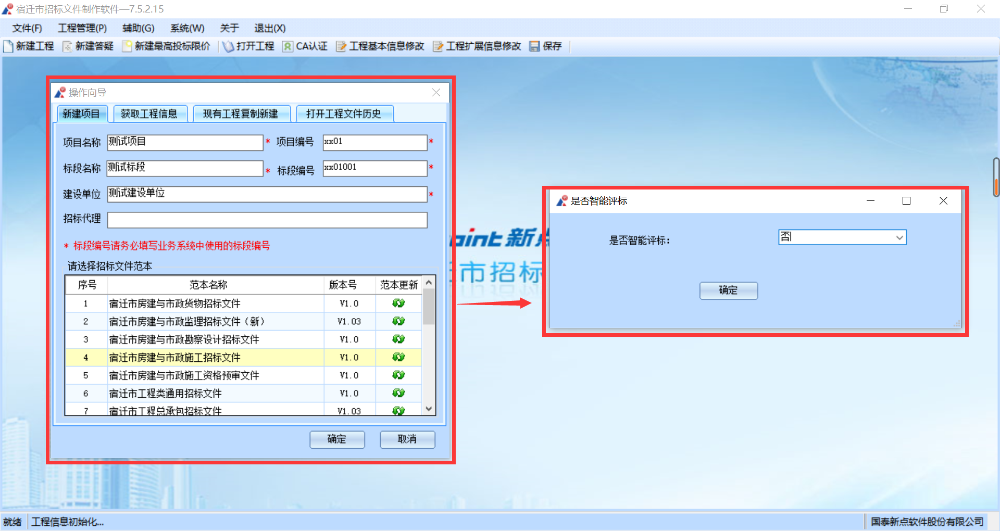 宿迁市招标文件制作软件—7.5.2.15
文件(F) 工程管理(P) 辅助(G) 系统(W) 关于 退出(X)
新建工程 新建答疑 新建最高投标限价 打开工程 CA认证 工程基本信息修改 工程扩展信息修改 保存
操作向导
新建项目 获取工程信息 现有工程复制新建 打开工程文件历史
项目名称 测试项目 * 项目编号 xx01 *
标段名称 测试标段 * 标段编号 xx01001 *
建设单位 测试建设单位 *
招标代理
* 标段编号请务必填写业务系统中使用的标段编号
请选择招标文件范本
序号 范本名称 版本号 范本更新
1 宿迁市房建与市政货物招标文件 V1.0
2 宿迁市房建与市政监理招标文件（新） V1.03
3 宿迁市房建与市政勘察设计招标文件 V1.0
4 宿迁市房建与市政施工招标文件 V1.0
5 宿迁市房建与市政施工资格预审文件 V1.0
6 宿迁市工程类通用招标文件 V1.0
7 宿迁市工程总承包招标文件 V1.03
确定 取消
oint 新点
市招标
是否智能评标
是否智能评标： 否
确定
就绪 工程信息初始化... 国泰新点软件股份有限公司